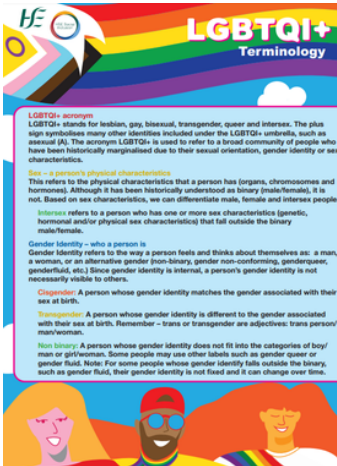 LGBTQI+
Terminology
LGBTQI+ acronym
LGBTQI+ stands for lesbian, gay, bisexual, transgender, queer and intersex. The plus
sign symbolises many other identities included under the LGBTQI+ umbrella, such as
asexual (A). The acronym LGBTQI+ is used to refer to a broad community of people who
have been historically marginalised due to their sexual orientation, gender identity or sex
characteristics.
Sex – a person's physical characteristics
This refers to the physical characteristics that a person has (organs, chromosomes and
hormones). Although it has been historically understood as binary (male/female), it is
not. Based on sex characteristics, we can differentiate male, female and intersex people.
Intersex refers to a person who has one or more sex characteristics (genetic,
hormonal and/or physical sex characteristics) that fall outside the binary
male/female.
Gender Identity – who a person is
Gender Identity refers to the way a person feels and thinks about themselves as: a man,
a woman, or an alternative gender (non-binary, gender non-conforming, genderqueer,
genderfluid, etc.) Since gender identity is internal, a person's gender identity is not
necessarily visible to others.
Cisgender: A person whose gender identity matches the gender associated with their
sex at birth.
Transgender: A person whose gender identity is different to the gender associated
with their sex at birth. Remember – trans or transgender are adjectives: trans person/
man/woman.
Non binary: A person whose gender identity does not fit into the categories of boy/
man or girl/woman. Some people may use other labels such as gender queer or
gender fluid. Note: For some people whose gender identity falls outside the binary,
such as gender fluid, their gender identity is not fixed and it can change over time.